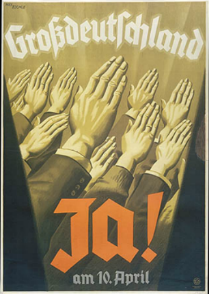 Großdeutschland
Ja!
am 10. April